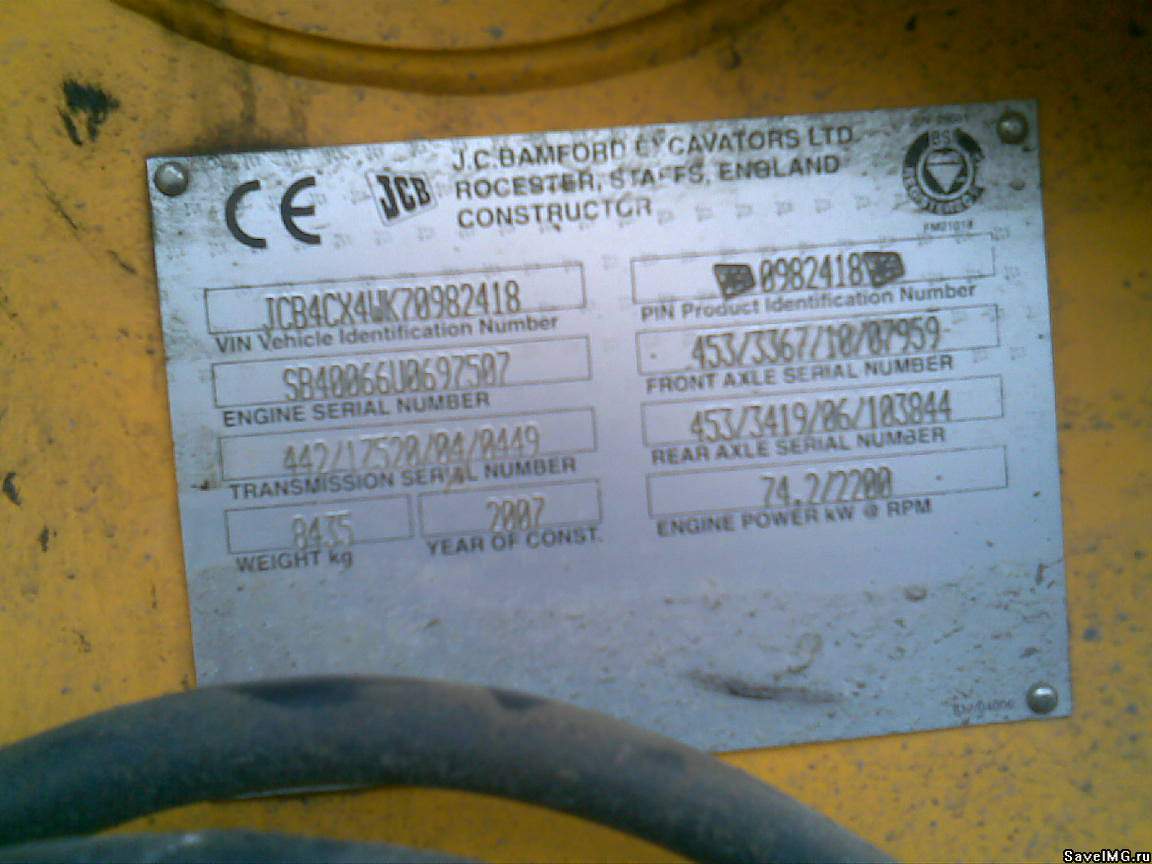 CE
JCB
J.C.BAMFORD EXCAVATORS LTD.
ROCESTER, STAFFS, ENGLAND
CONSTRUCTOR
FM01018
JCB4CX4WK70982418
VIN Vehicle Identification Number
0982418
PIN Product Identification Number
SB40066U0697507
ENGINE SERIAL NUMBER
453/3367/10/07959
FRONT AXLE SERIAL NUMBER
442/17520/04/0449
TRANSMISSION SERIAL NUMBER
453/3419/06/103844
REAR AXLE SERIAL NUMBER
8435
WEIGHT kg
2007
YEAR OF CONST.
74.2/2200
ENGINE POWER kW @ RPM
SaveIMG.ru